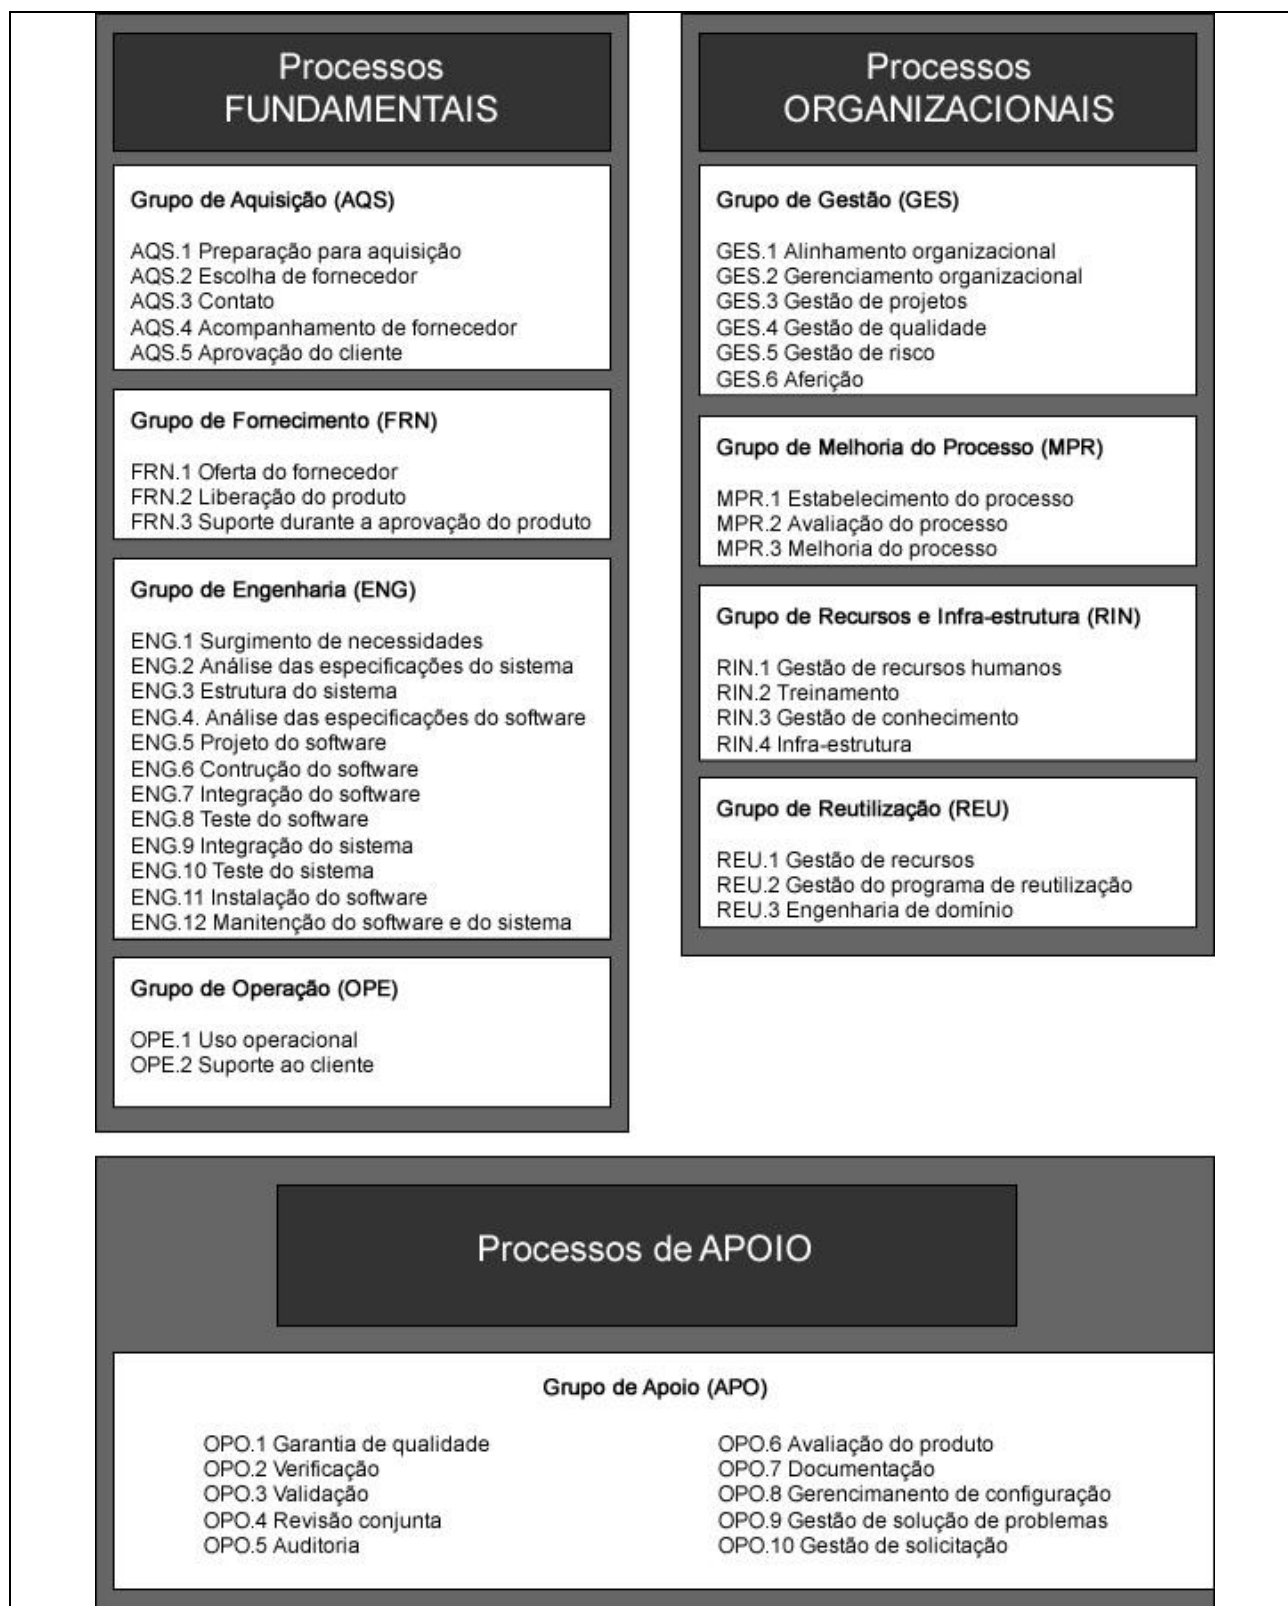 Processos
FUNDAMENTAIS
Grupo de Aquisição (AQS)
AQS.1 Preparação para aquisição
AQS.2 Escolha de fornecedor
AQS.3 Contato
AQS.4 Acompanhamento de fornecedor
AQS.5 Aprovação do cliente
Grupo de Fornecimento (FRN)
FRN.1 Oferta do fornecedor
FRN.2 Liberação do produto
FRN.3 Suporte durante a aprovação do produto
Grupo de Engenharia (ENG)
ENG.1 Surgimento de necessidades
ENG.2 Análise das especificações do sistema
ENG.3 Estrutura do sistema
ENG.4. Análise das especificações do software
ENG.5 Projeto do software
ENG.6 Contrução do software
ENG.7 Integração do software
ENG.8 Teste do software
ENG.9 Integração do sistema
ENG.10 Teste do sistema
ENG.11 Instalação do software
ENG.12 Manitenção do software e do sistema
Grupo de Operação (OPE)
OPE.1 Uso operacional
OPE.2 Suporte ao cliente
Processos
ORGANIZACIONAIS
Grupo de Gestão (GES)
GES.1 Alinhamento organizacional
GES.2 Gerenciamento organizacional
GES.3 Gestão de projetos
GES.4 Gestão de qualidade
GES.5 Gestão de risco
GES.6 Aferição
Grupo de Melhoria do Processo (MPR)
MPR.1 Estabelecimento do processo
MPR.2 Avaliação do processo
MPR.3 Melhoria do processo
Grupo de Recursos e Infra-estrutura (RIN)
RIN.1 Gestão de recursos humanos
RIN.2 Treinamento
RIN.3 Gestão de conhecimento
RIN.4 Infra-estrutura
Grupo de Reutilização (REU)
REU.1 Gestão de recursos
REU.2 Gestão do programa de reutilização
REU.3 Engenharia de domínio
Processos de APOIO
Grupo de Apoio (APO)
OPO.1 Garantia de qualidade
OPO.2 Verificação
OPO.3 Validação
OPO.4 Revisão conjunta
OPO.5 Auditoria
OPO.6 Avaliação do produto
OPO.7 Documentação
OPO.8 Gerencimanento de configuração
OPO.9 Gestão de solução de problemas
OPO.10 Gestão de solicitação